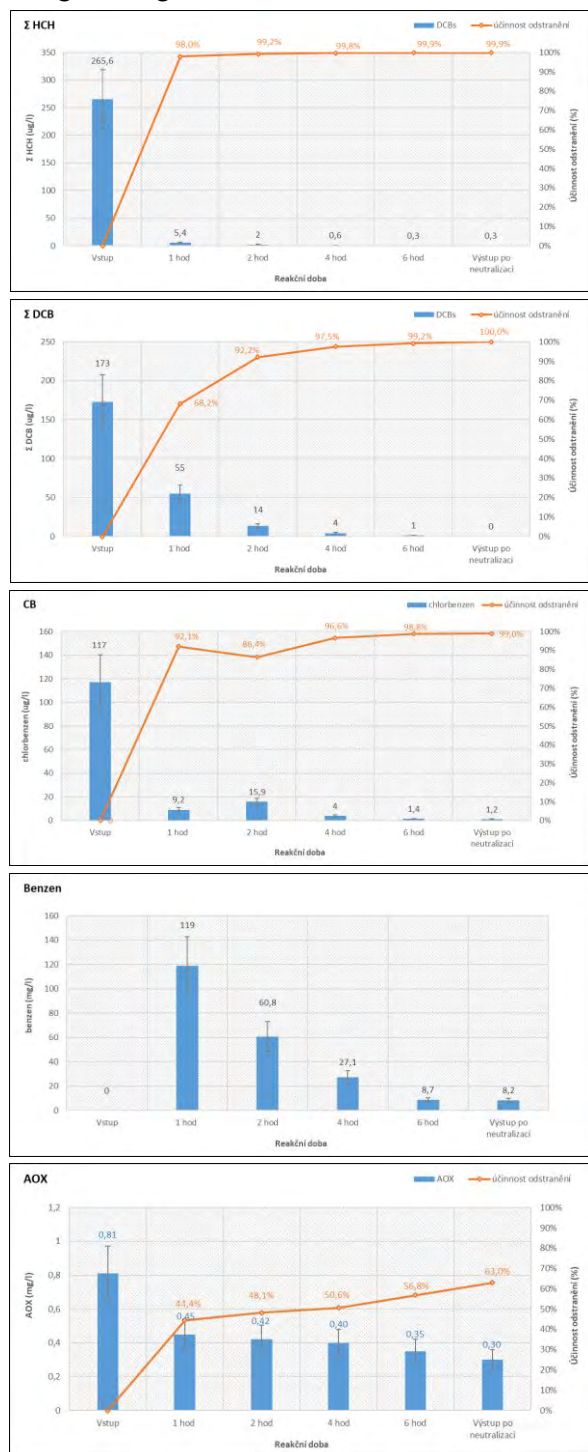 Σ HCH
DCBs účinnost odstranění
98,0% 99,2% 99,8% 99,9% 99,9%
350 300 250 200 150 100 50 0
Σ HCH (ug/l)
265,6 5,4 2 0,6 0,3 0,3
100% 90% 80% 70% 60% 50% 40% 30% 20% 10% 0%
Účinnost odstranění (%)
Vstup 1 hod 2 hod 4 hod 6 hod Výstup po
neutralizaci
Reakční doba
Σ DCB
DCBs účinnost odstranění
68,2% 92,2% 97,5% 99,2% 100,0%
250 200 150 100 50 0
Σ DCB (ug/l)
173 55 14 4 1 0
100% 90% 80% 70% 60% 50% 40% 30% 20% 10% 0%
Účinnost odstranění (%)
Vstup 1 hod 2 hod 4 hod 6 hod Výstup po
neutralizaci
Reakční doba
CB
chlorbenzen účinnost odstranění
92,1% 86,4% 96,6% 98,8% 99,0%
160 140 120 100 80 60 40 20 0
chlorbenzen (ug/l)
117 9,2 15,9 4 1,4 1,2
0
100% 90% 80% 70% 60% 50% 40% 30% 20% 10% 0%
Účinnost odstranění (%)
Vstup 1 hod 2 hod 4 hod 6 hod Výstup po
neutralizaci
Reakční doba
Benzen
160 140 120 100 80 60 40 20 0
benzen (mg/l)
0 119 60,8 27,1 8,7 8,2
Vstup 1 hod 2 hod 4 hod 6 hod Výstup po
neutralizaci
Reakční doba
AOX
AOX účinnost odstranění
44,4% 48,1% 50,6% 56,8% 63,0%
1,2 1 0,8 0,6 0,4 0,2 0
AOX (mg/l)
0,81 0,45 0,42 0,40 0,35 0,30
100% 90% 80% 70% 60% 50% 40% 30% 20% 10% 0%
Účinnost odstranění (%)
Vstup 1 hod 2 hod 4 hod 6 hod Výstup po
neutralizaci
Reakční doba